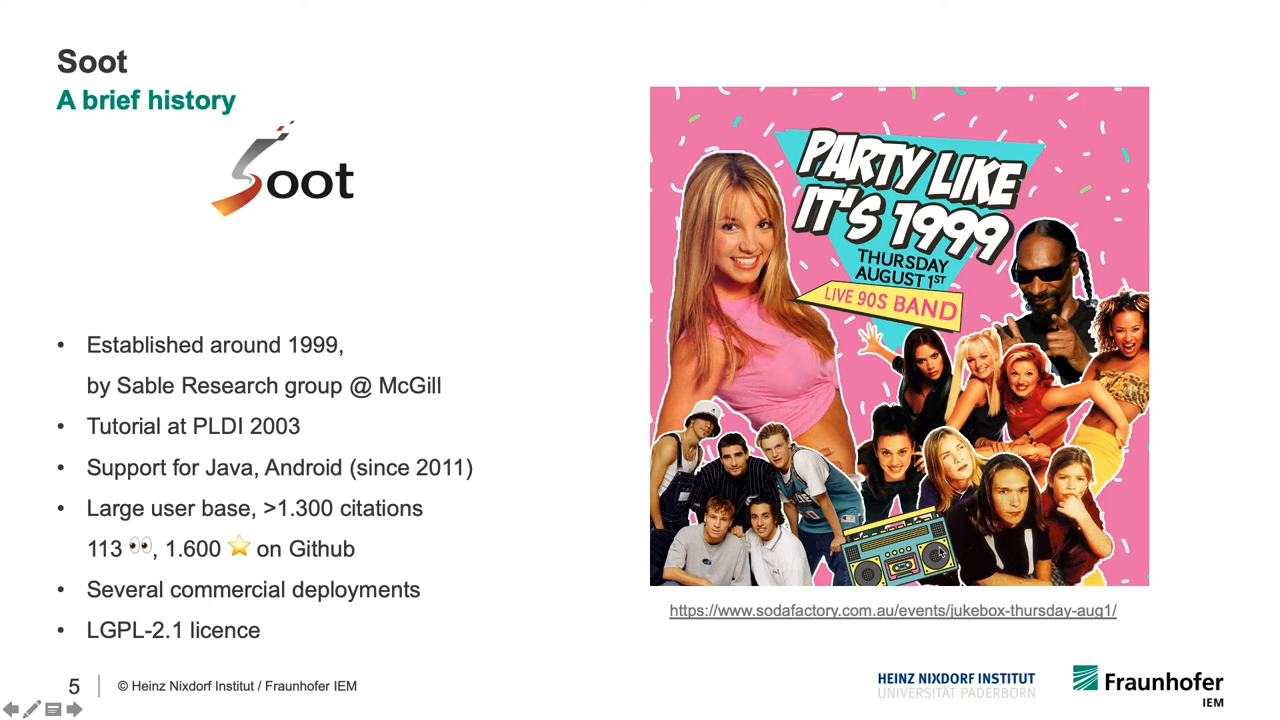 Soot
A brief history
Soot
PARTY LIKE
IT'S 1999
THURSDAY
AUGUST 1ST
LIVE 90S BAND
• Established around 1999,
by Sable Research group @ McGill
• Tutorial at PLDI 2003
• Support for Java, Android (since 2011)
• Large user base, >1.300 citations
113 👀, 1.600 ⭐ on Github
• Several commercial deployments
• LGPL-2.1 licence
https://www.sodafactory.com.au/events/jukebox-thursday-aug1/
5
© Heinz Nixdorf Institut / Fraunhofer IEM
HEINZ NIXDORF INSTITUT
UNIVERSITÄT PADERBORN
Fraunhofer
IEM